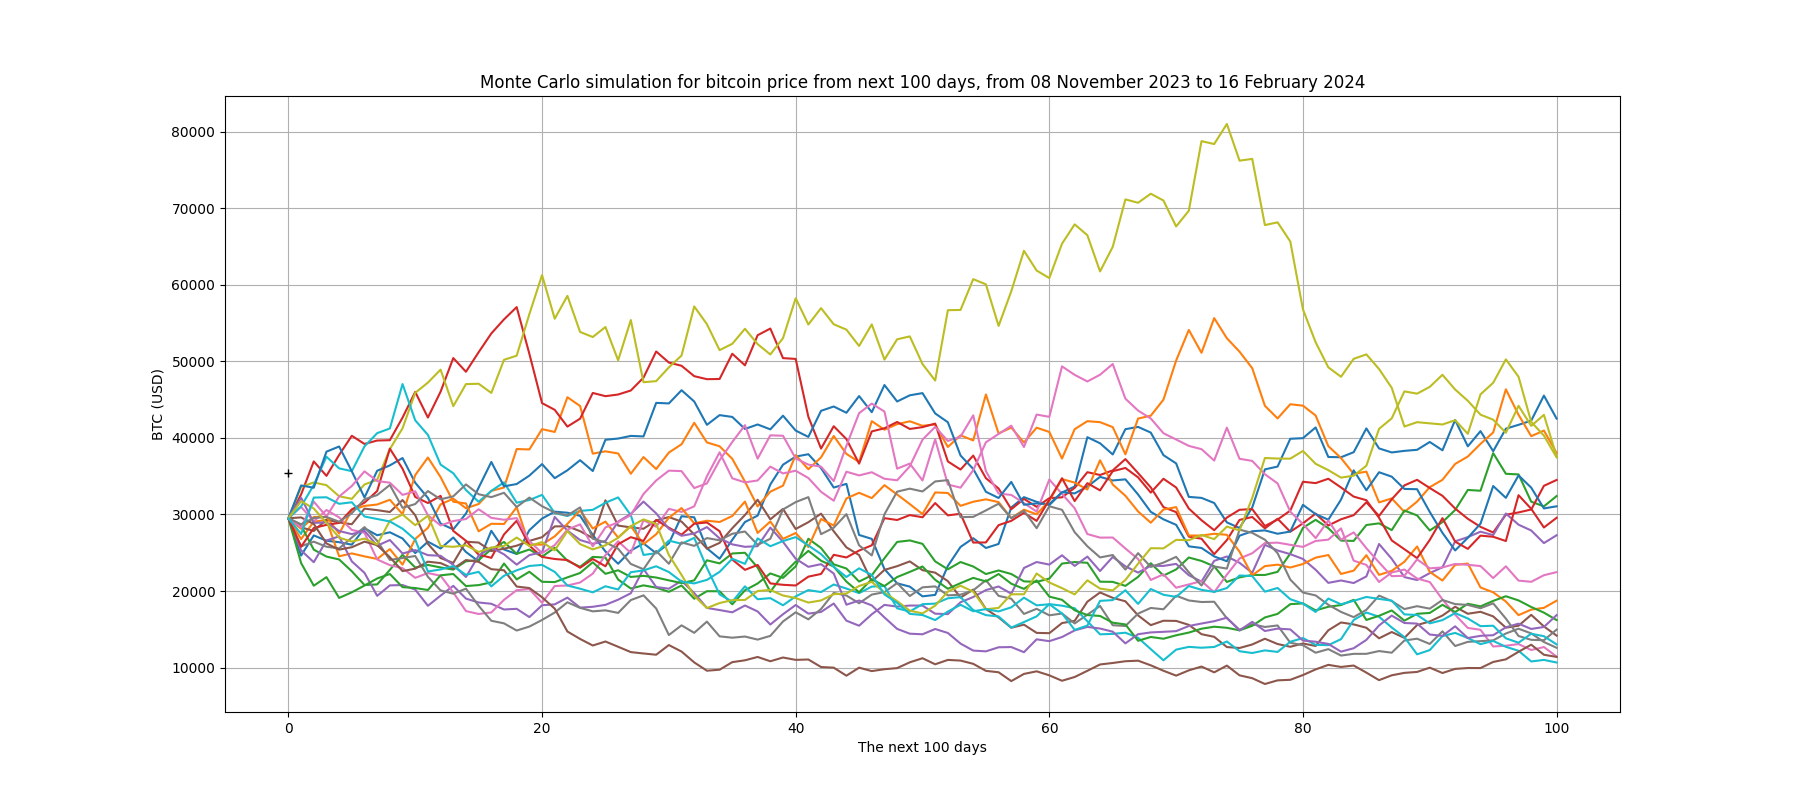 Monte Carlo simulation for bitcoin price from next 100 days, from 08 November 2023 to 16 February 2024
80000
70000
60000
50000
40000
30000
20000
10000
BTC (USD)
0 20 40 60 80 100
The next 100 days